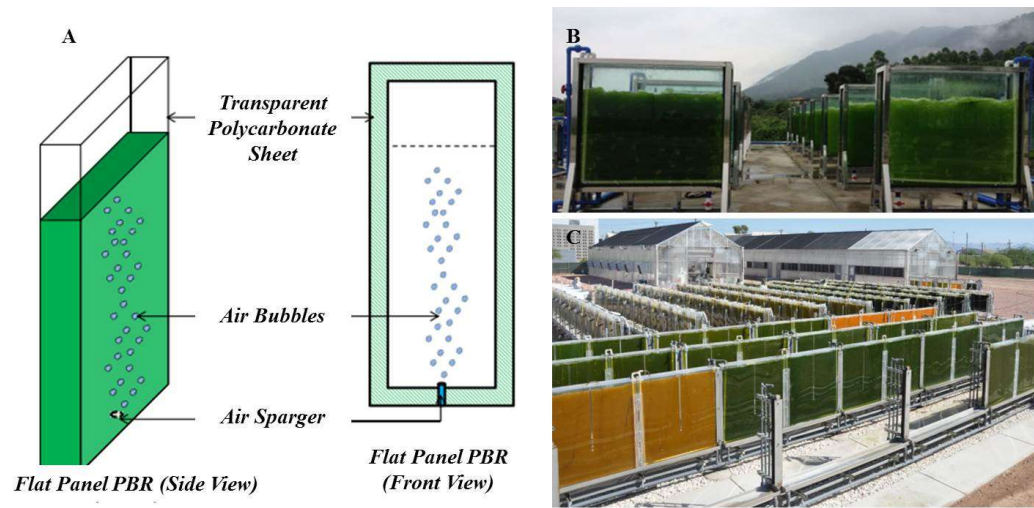 A
Transparent
Polycarbonate
Sheet
Air Bubbles
Air Sparger
Flat Panel PBR (Side View)
Flat Panel PBR
(Front View)
B
C